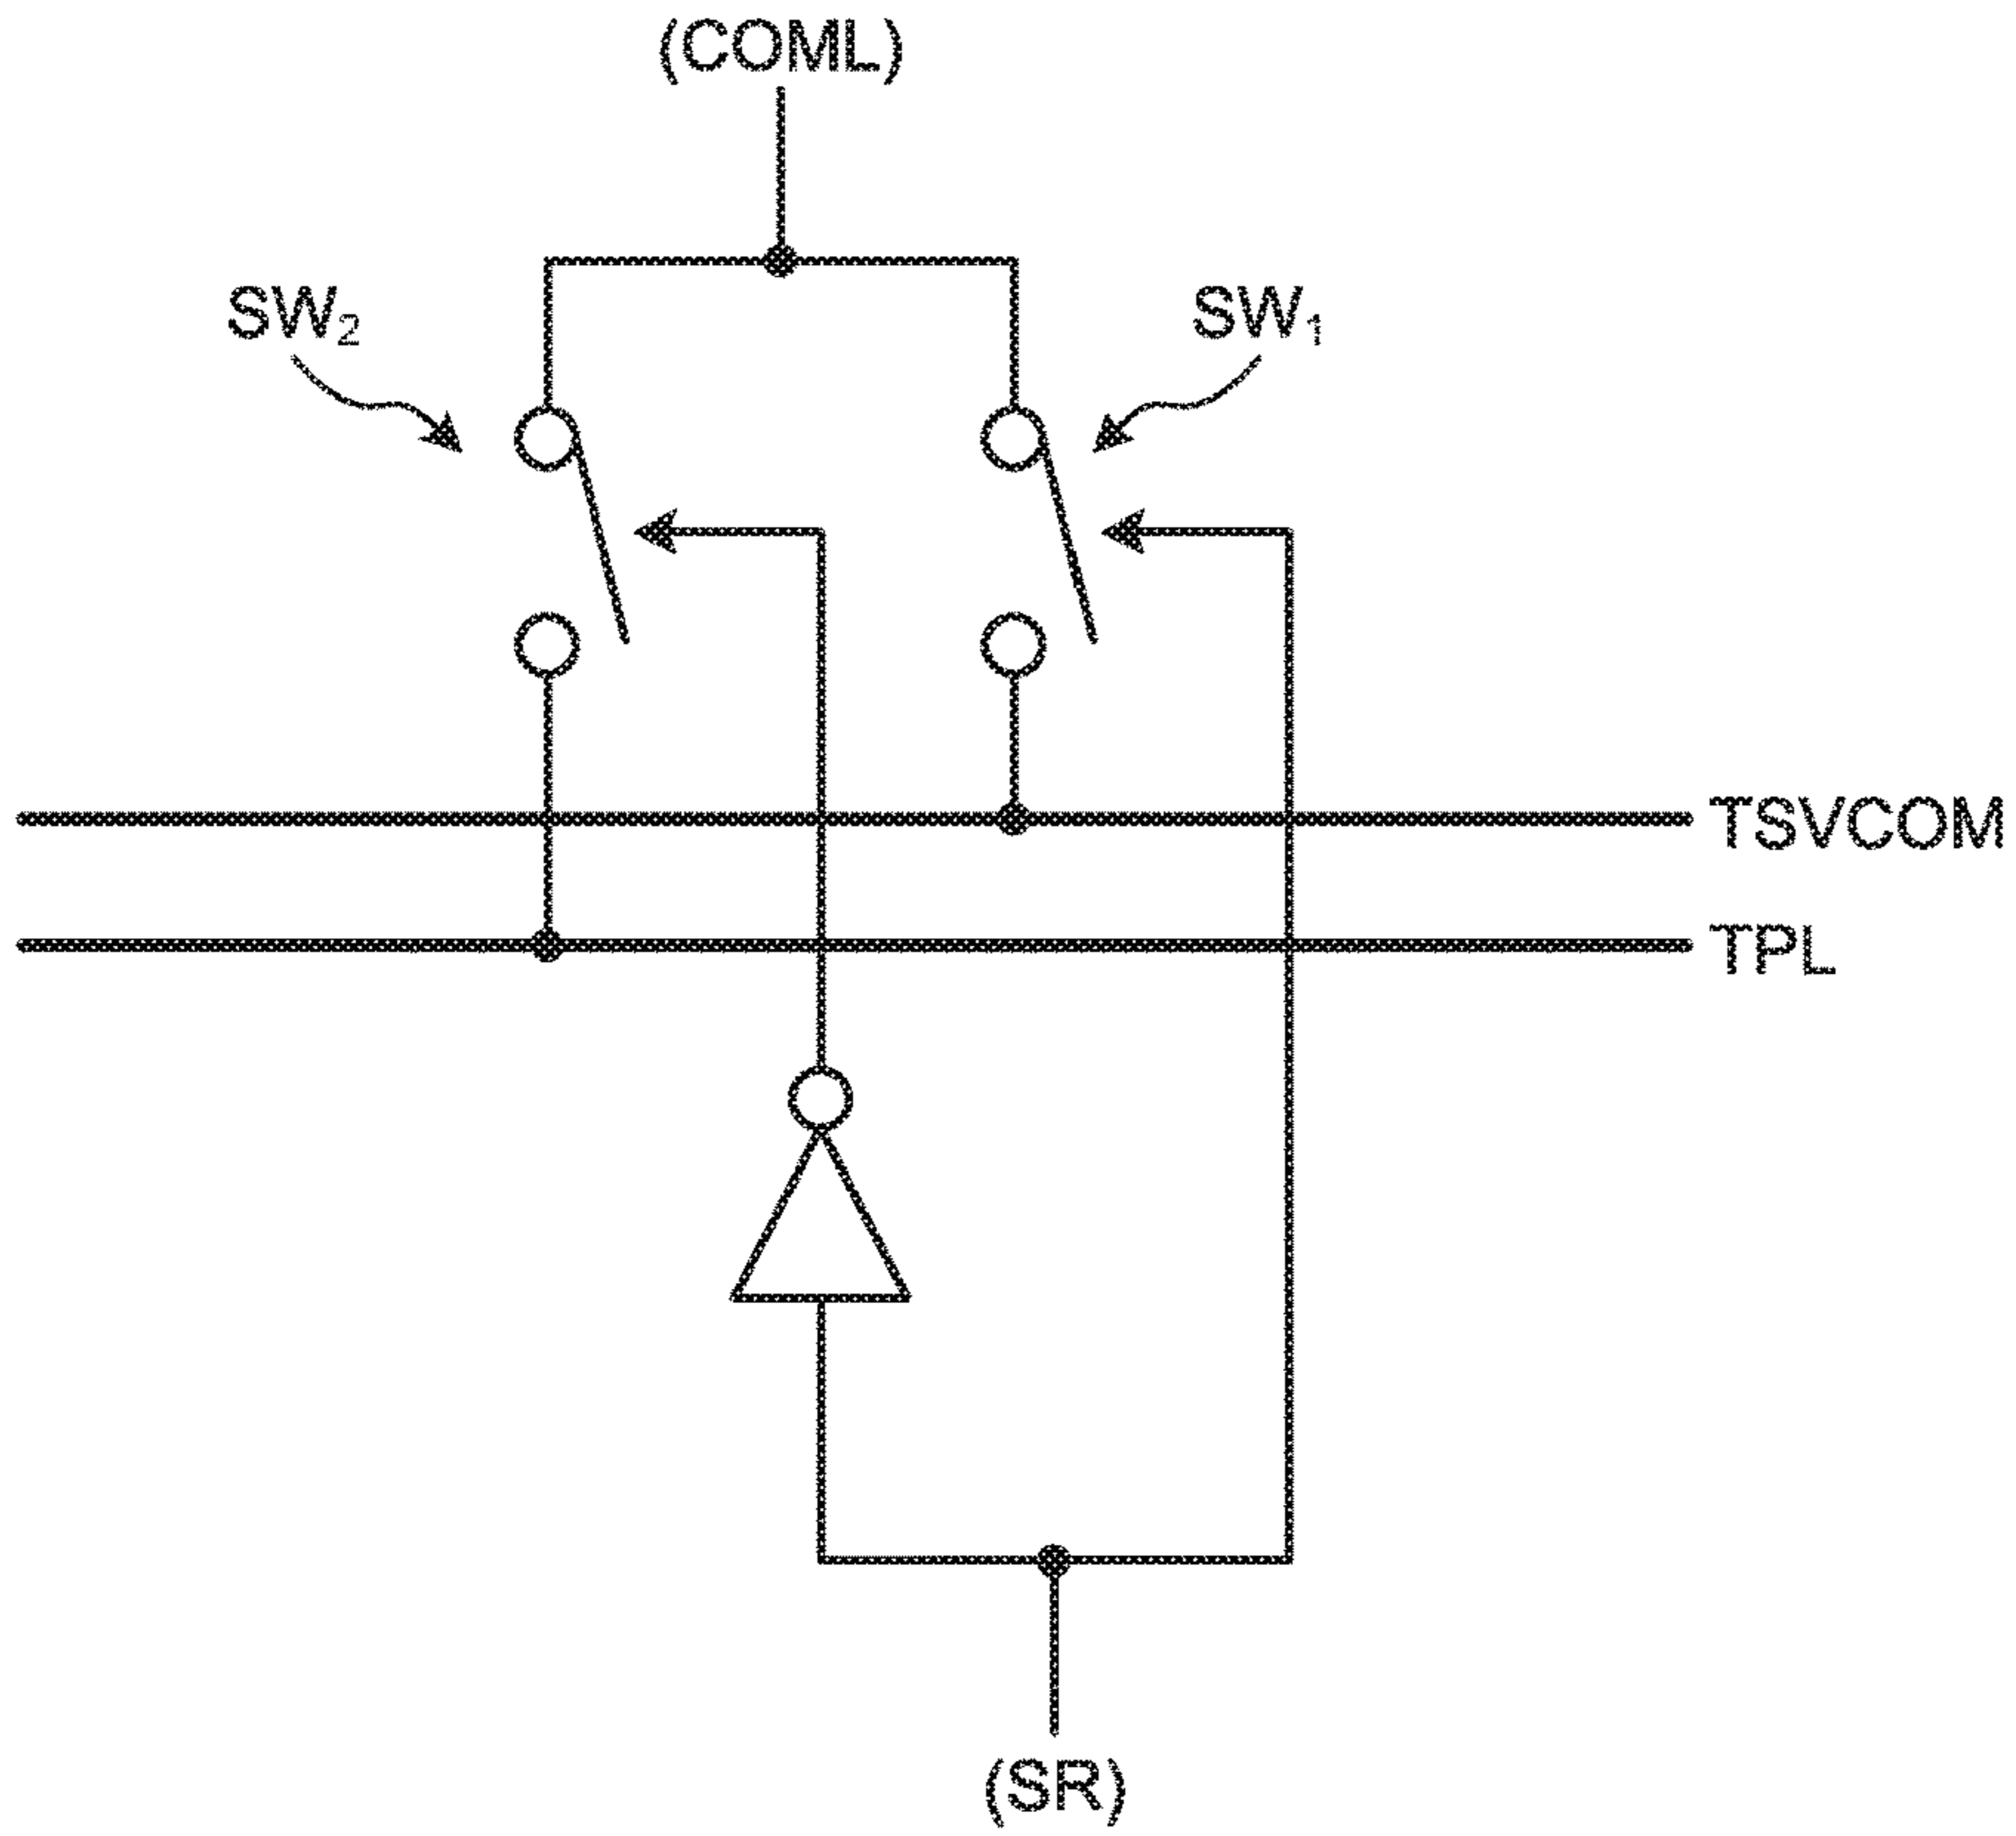 (COML)
SW₂
SW₁
TSVCOM
TPL
(SR)